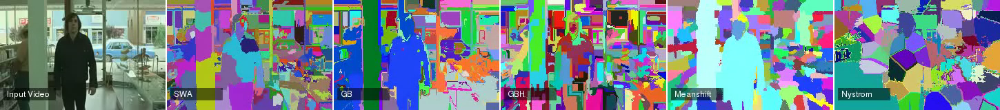 Input Video
SWA
GB
GBH
Meanshift
Nystrom